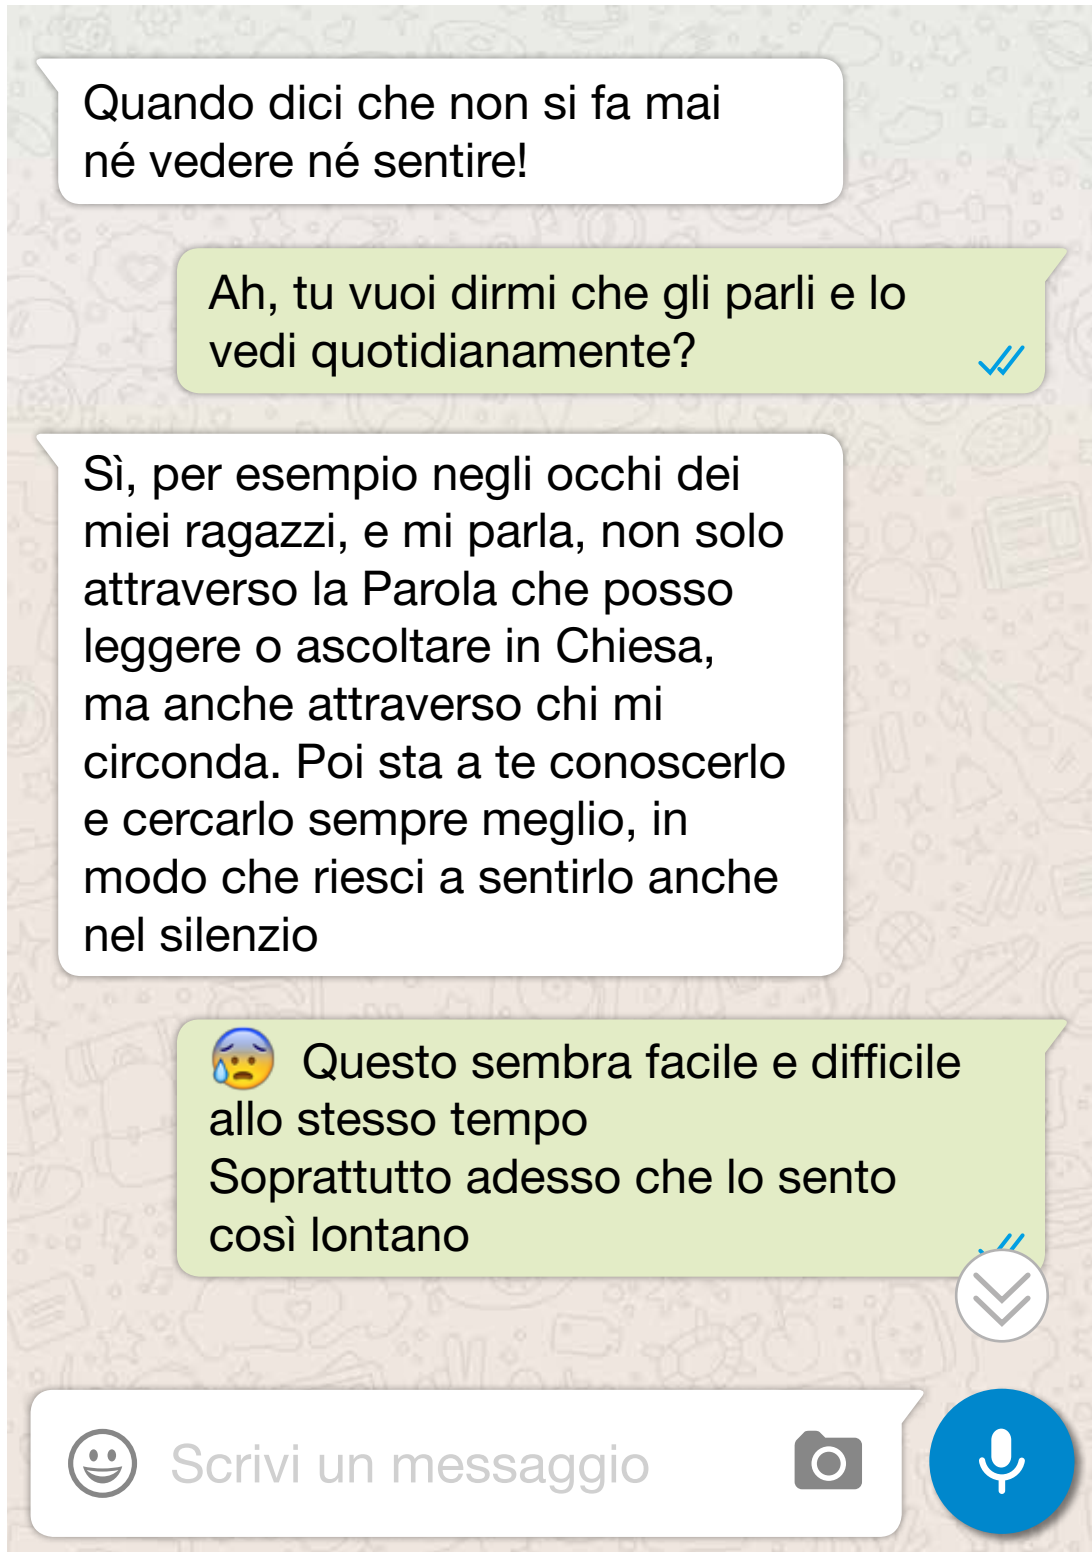 Quando dici che non si fa mai
né vedere né sentire!
Ah, tu vuoi dirmi che gli parli e lo
vedi quotidianamente?
Sì, per esempio negli occhi dei
miei ragazzi, e mi parla, non solo
attraverso la Parola che posso
leggere o ascoltare in Chiesa,
ma anche attraverso chi mi
circonda. Poi sta a te conoscerlo
e cercarlo sempre meglio, in
modo che riesci a sentirlo anche
nel silenzio
😰 Questo sembra facile e difficile
allo stesso tempo
Soprattutto adesso che lo sento
così lontano
Scrivi un messaggio